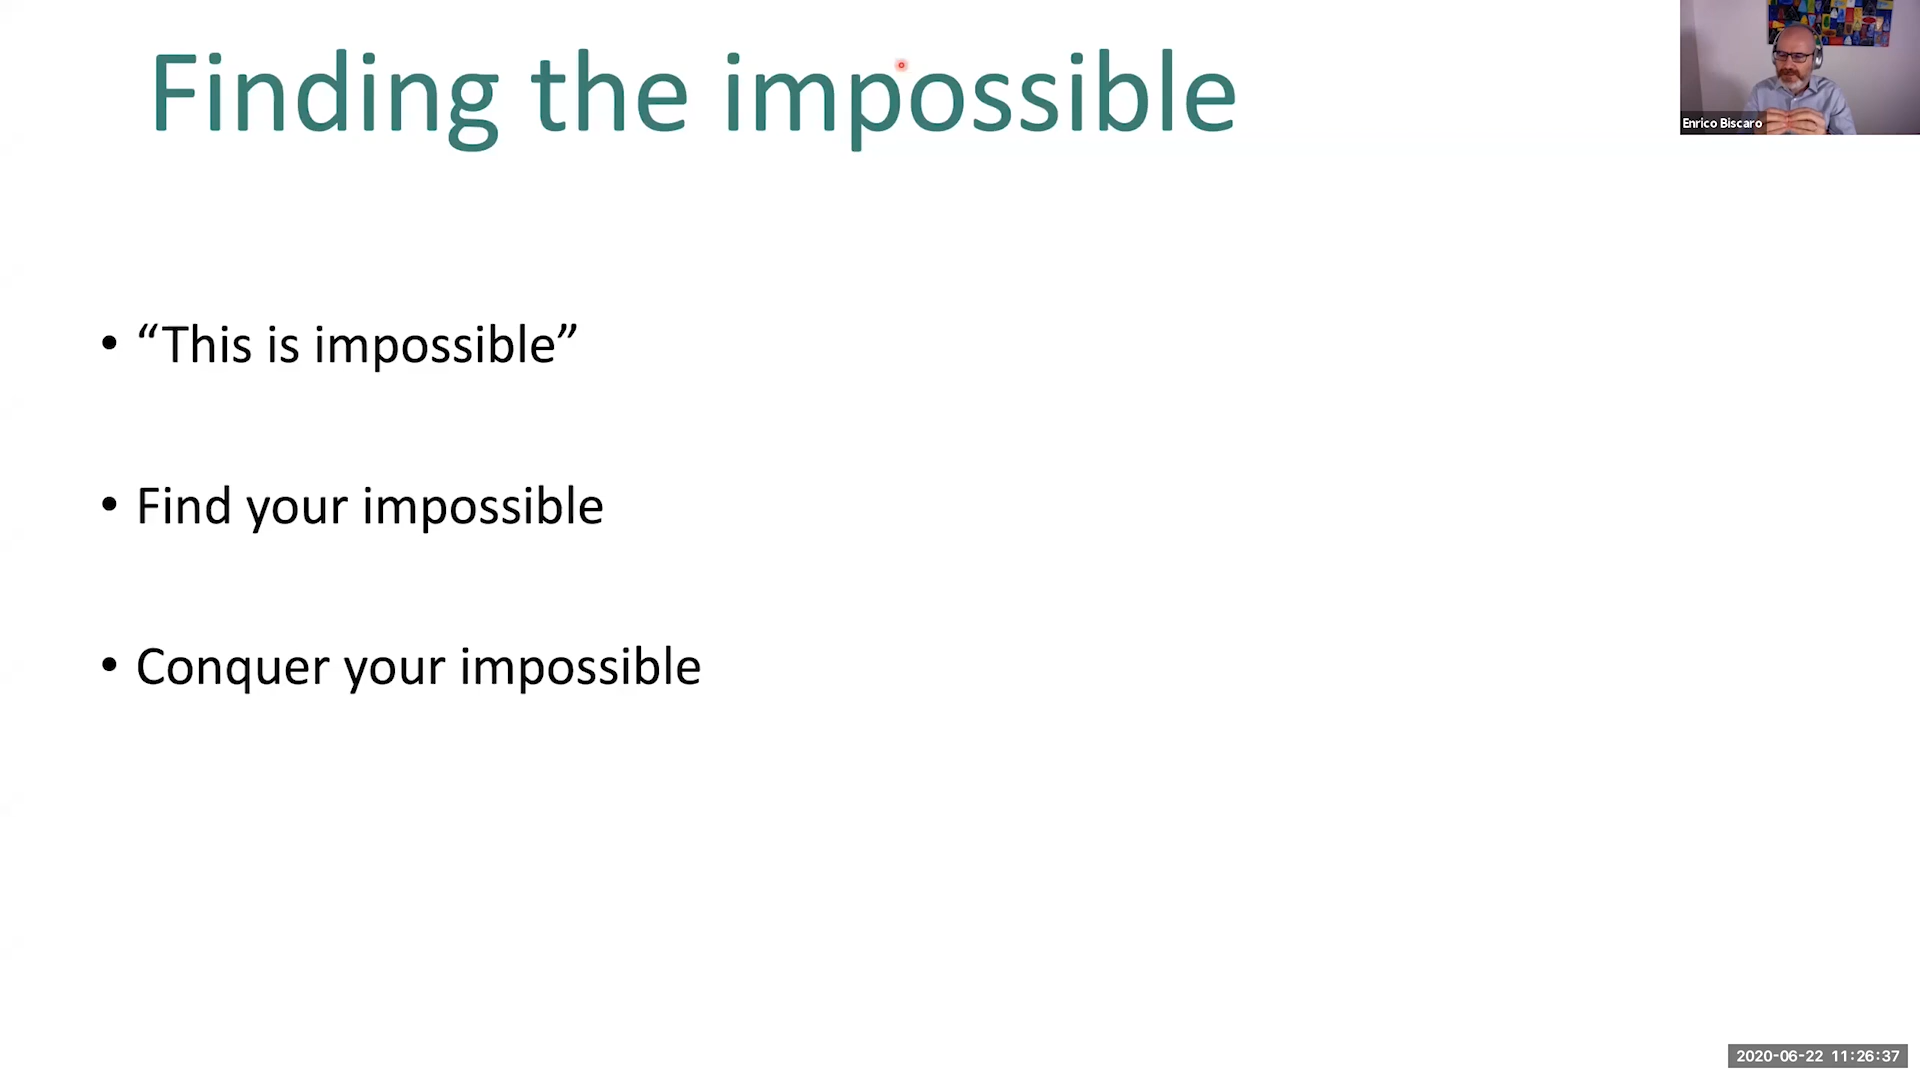 Finding the impossible
Enrico Biscaro
• “This is impossible”
• Find your impossible
• Conquer your impossible
2020-06-22 11:26:37